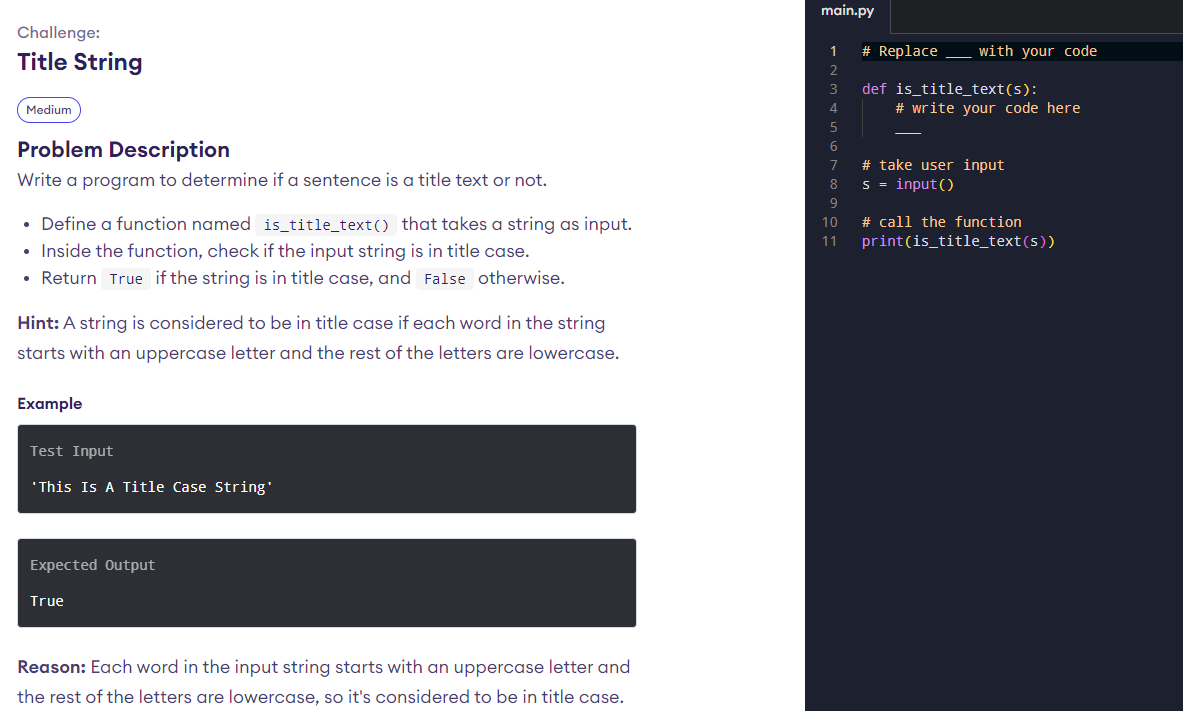 Challenge:
Title String
Medium
Problem Description
Write a program to determine if a sentence is a title text or not.
• Define a function named is_title_text() that takes a string as input.
• Inside the function, check if the input string is in title case.
• Return True if the string is in title case, and False otherwise.
Hint: A string is considered to be in title case if each word in the string
starts with an uppercase letter and the rest of the letters are lowercase.
Example
Test Input
'This Is A Title Case String'
Expected Output
True
Reason: Each word in the input string starts with an uppercase letter and
the rest of the letters are lowercase, so it's considered to be in title case.
main.py
1 # Replace ___ with your code
2
3 def is_title_text(s):
4     # write your code here
5     ___
6
7 # take user input
8 s = input()
9
10 # call the function
11 print(is_title_text(s))